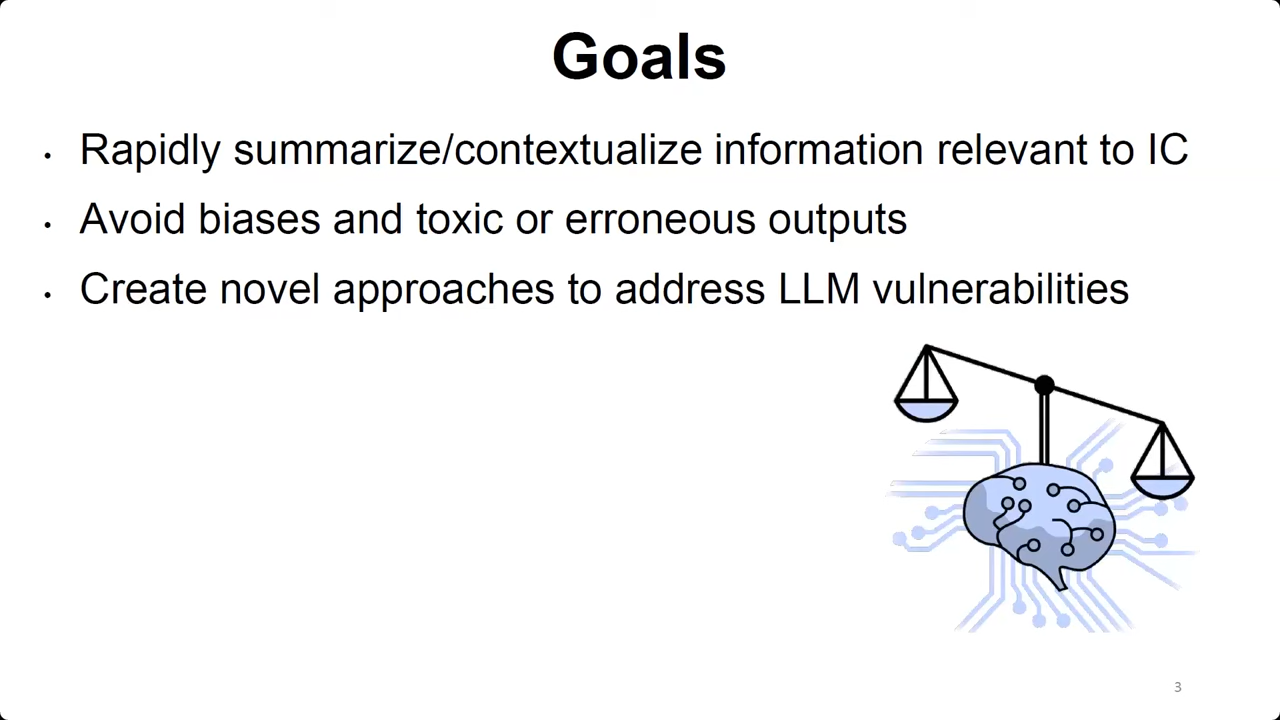 Goals
• Rapidly summarize/contextualize information relevant to IC
• Avoid biases and toxic or erroneous outputs
• Create novel approaches to address LLM vulnerabilities
3